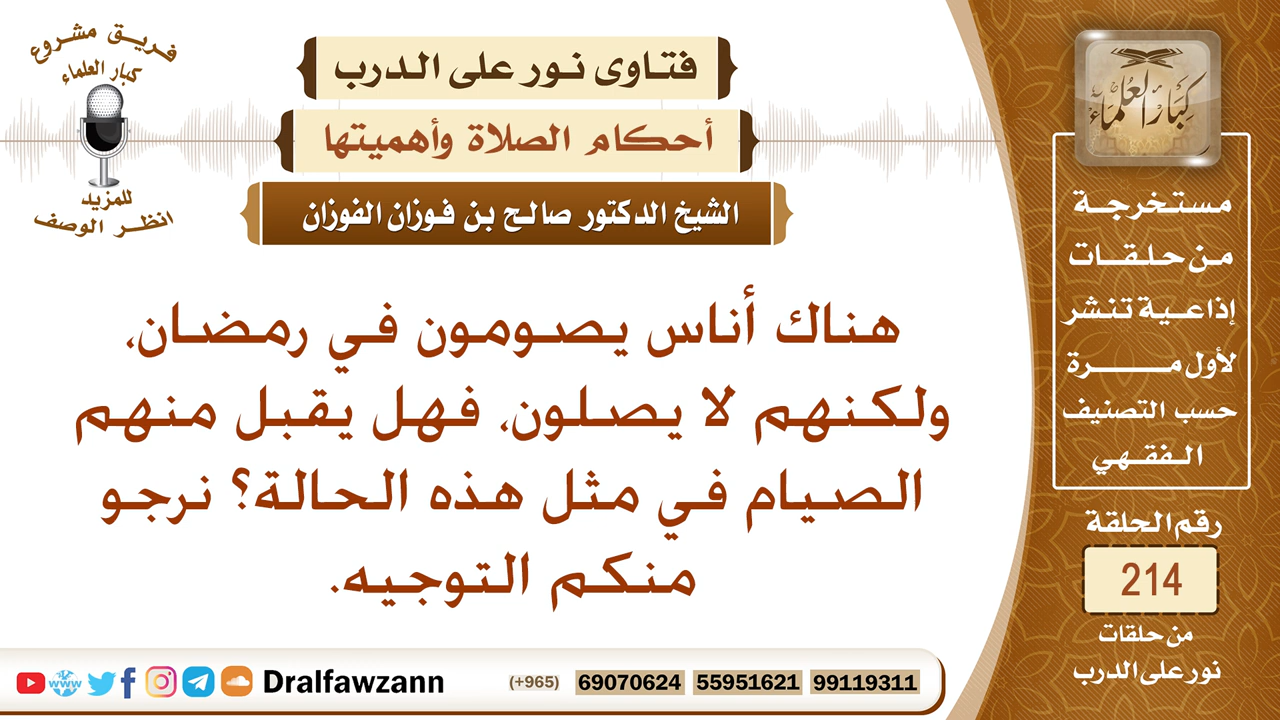 فريق مشروع
كبار العلماء
للمزيد
انظر الوصف
فتاوى نور على الدرب
أحكام الصلاة وأهميتها
الشيخ الدكتور صالح بن فوزان الفوزان
هناك أناس يصومون في رمضان،
ولكنهم لا يصلون، فهل يقبل منهم
الصيام في مثل هذه الحالة؟ نرجو
منكم التوجيه.
كبار العلماء
مستخرجة
من حلقات
إذاعية تنشر
لأول مرة
حسب التصنيف
الفقهي
رقم الحلقة
214
من حلقات
نور على الدرب
www
Dralfawzann (+965) 69070624 55951621 99119311